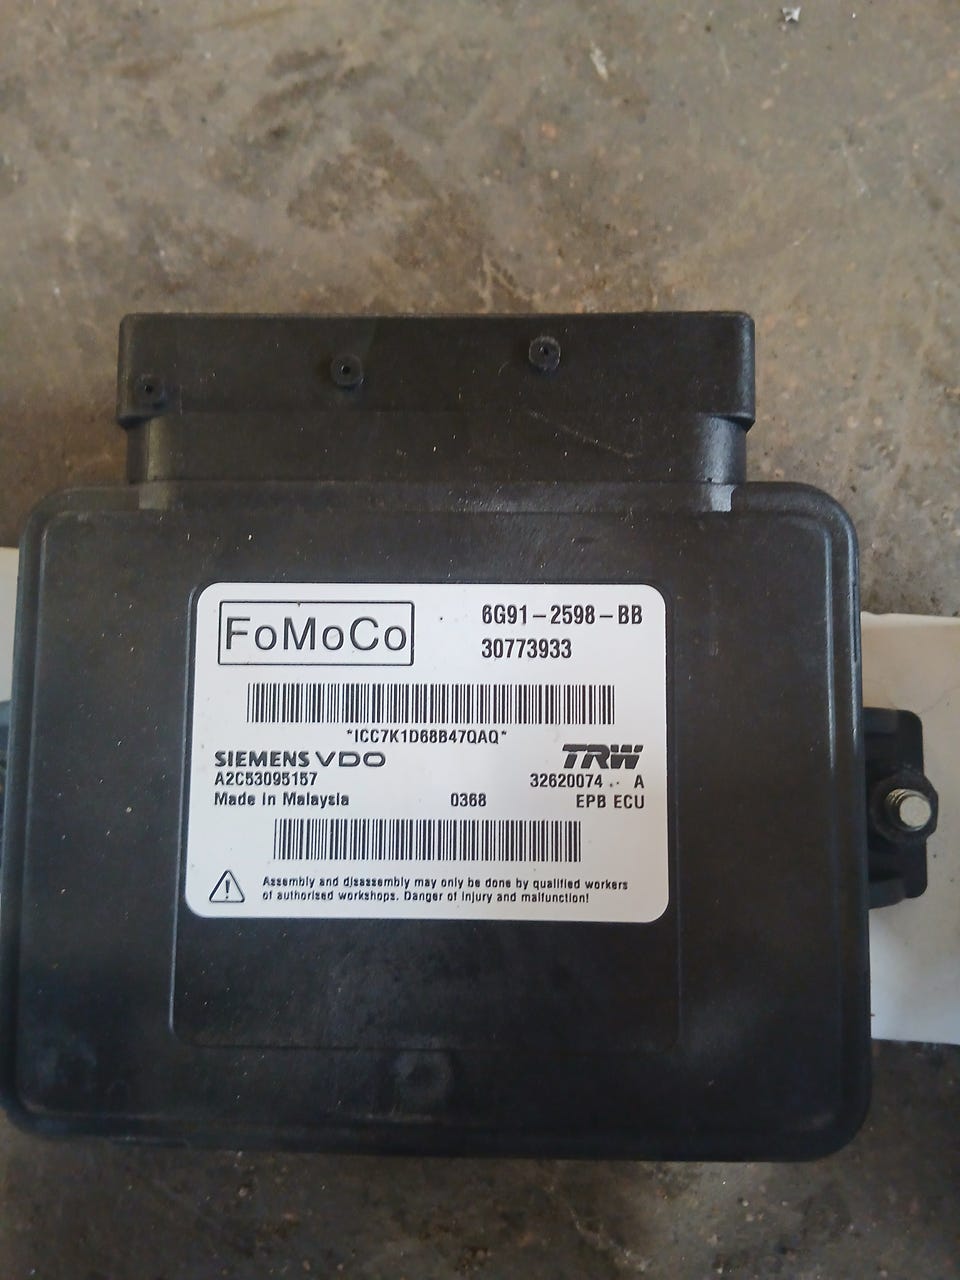 FoMoCo
6G91-2598-BB
30773933
*ICC7K1D68B47QAQ*
SIEMENS VDO TRW
A2C53095157 32620074 .. A
Made in Malaysia 0368 EPB ECU
Assembly and disassembly may only be done by qualified workers
of authorised workshops. Danger of injury and malfunction!